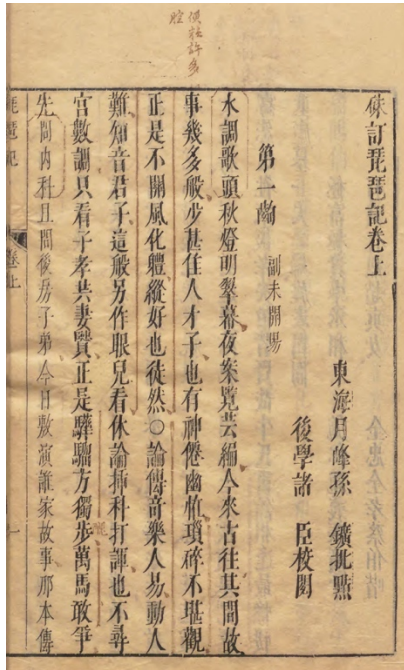 許多
腔
硃訂琵琶記卷上
東海月峰孫 鑛批點
後學諸 臣校閱
第一齣 副末開場
水調歌頭秋燈明翠幕夜案覽芸編今來古往其間故
事幾多般少甚佳人才子也有神僊幽怪瑣碎不堪觀
正是不關風化體縱好也徒然○論傳奇樂人易動人
難知音君子這般另作眼兒看休論插科打諢也不尋
宮數調只看子孝共妻賢正是驊騮方獨步萬馬敢爭
先問內科且問後房子弟今日敷演誰家故事那本傳
琶記 卷上 一